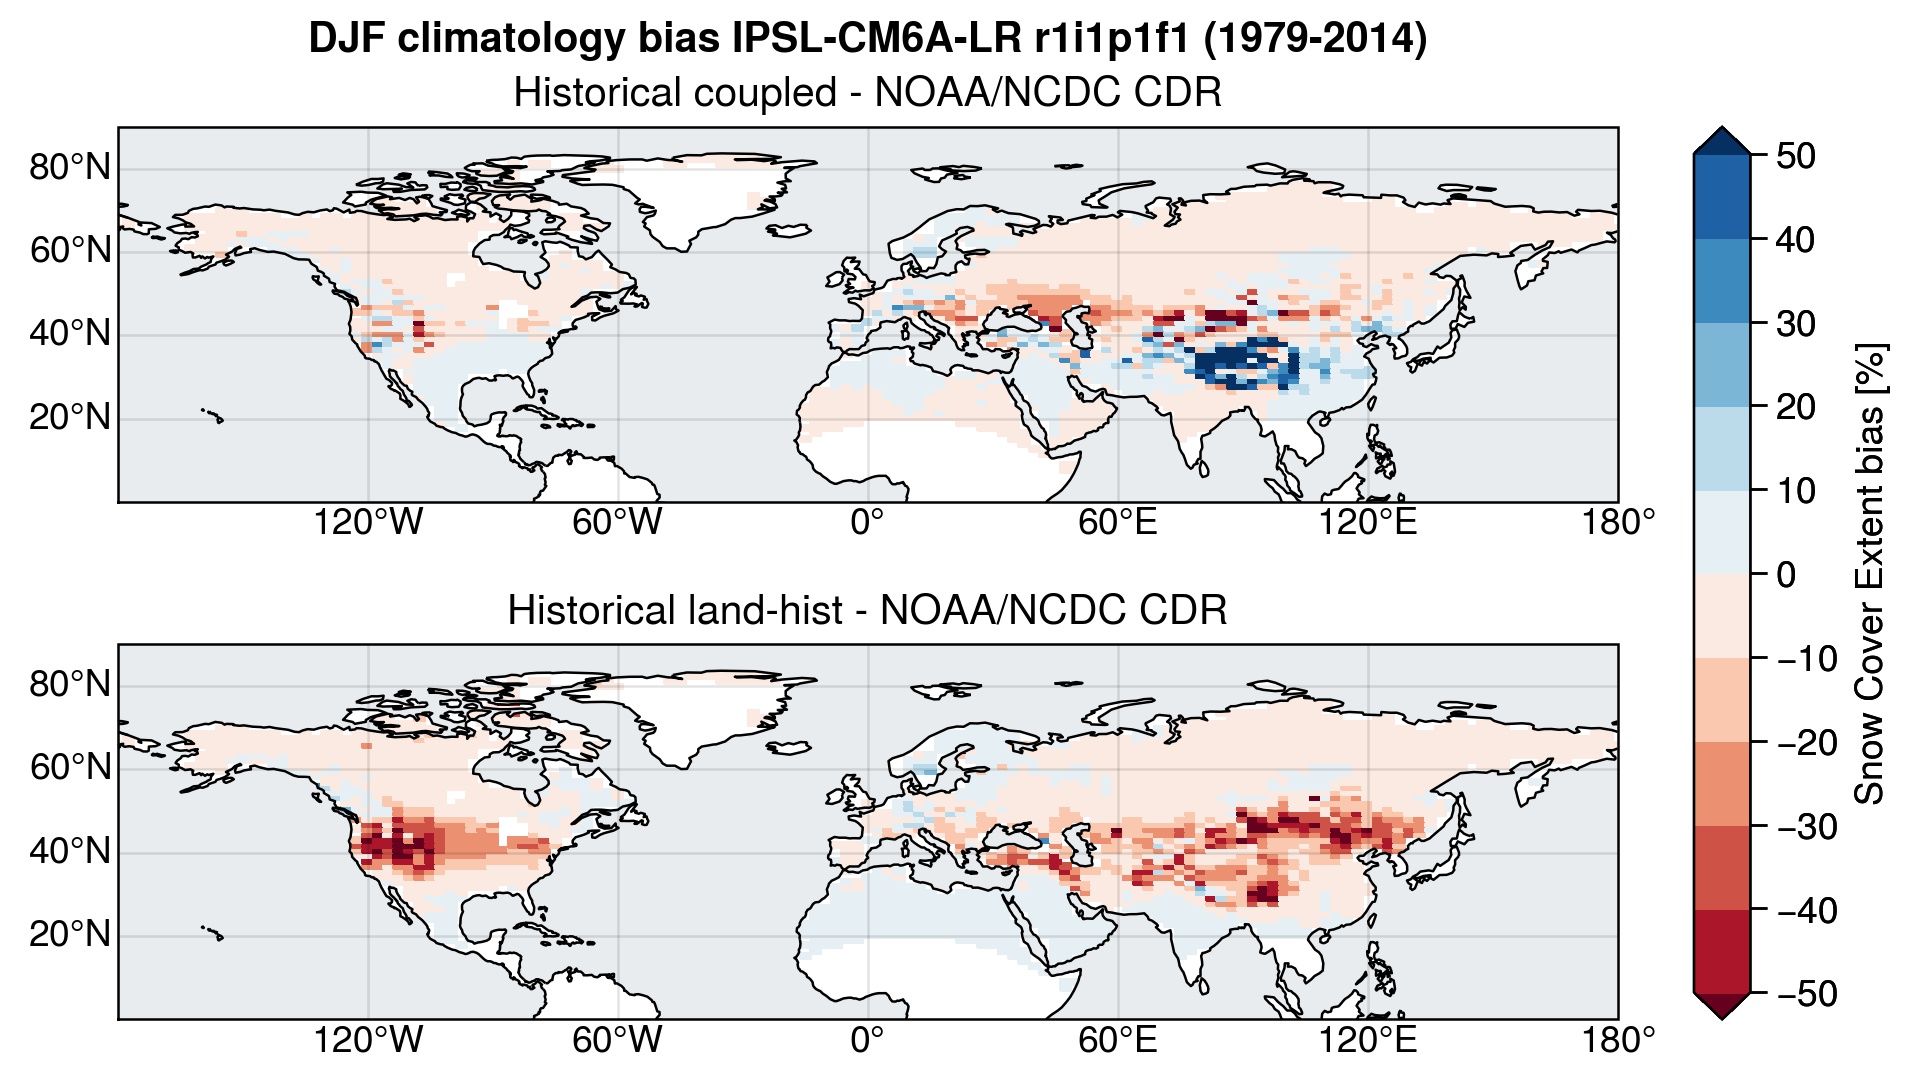 DJF climatology bias IPSL-CM6A-LR r1i1p1f1 (1979-2014)
Historical coupled - NOAA/NCDC CDR
80°N
60°N
40°N
20°N
120°W 60°W 0° 60°E 120°E 180°
Historical land-hist - NOAA/NCDC CDR
80°N
60°N
40°N
20°N
120°W 60°W 0° 60°E 120°E 180°
50
40
30
20
10
0
−10
−20
−30
−40
−50
Snow Cover Extent bias [%]